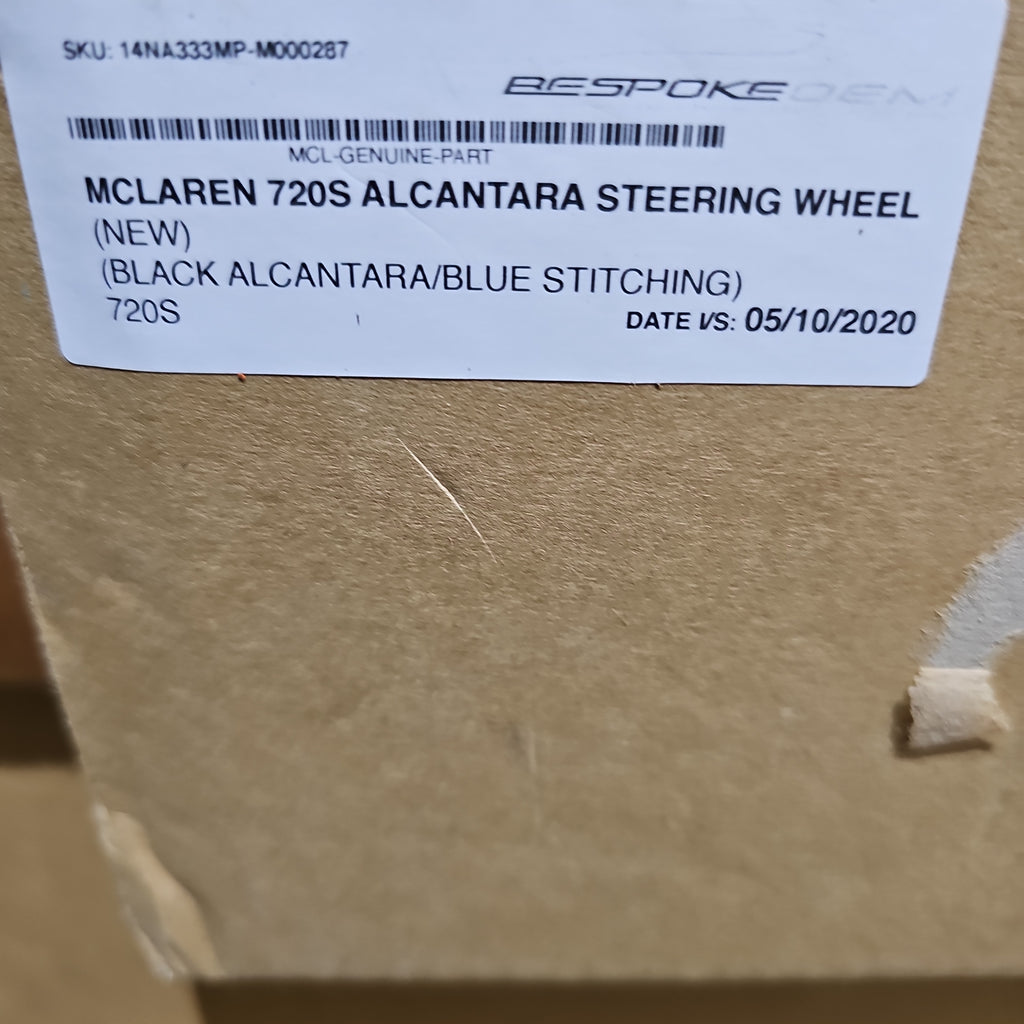 SKU: 14NA333MP-M000287
BESPOKEOEM
MCL-GENUINE-PART
MCLAREN 720S ALCANTARA STEERING WHEEL
(NEW)
(BLACK ALCANTARA/BLUE STITCHING)
720S
DATE I/S: 05/10/2020